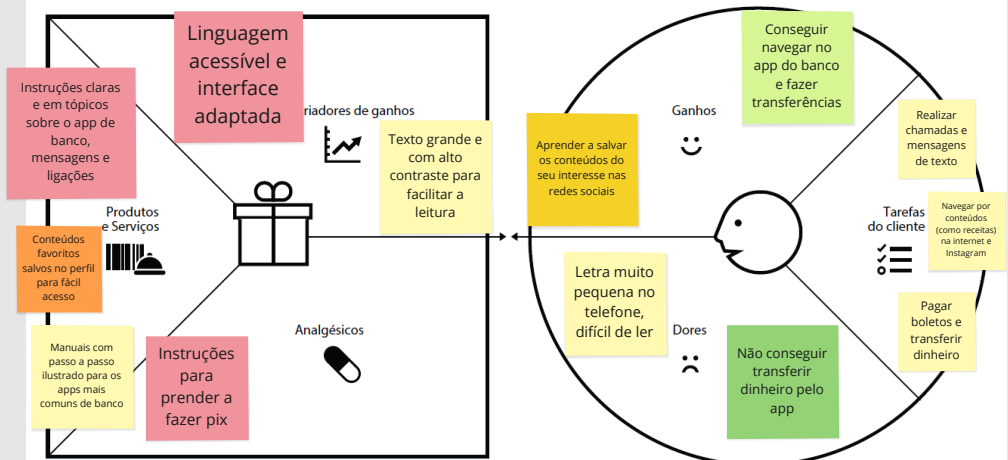 Linguagem
acessível e
interface
adaptada
Instruções claras
e em tópicos
sobre o app de
banco,
mensagens e
ligações
riadores de ganhos
Texto grande e
com alto
contraste para
facilitar a
leitura
Produtos
e Serviços
Conteúdos
favoritos
salvos no perfil
para fácil
acesso
Manuais com
passo a passo
ilustrado para os
apps mais
comuns de banco
Instruções
para
prender a
fazer pix
Analgésicos
Conseguir
navegar no
app do banco
e fazer
transferências
Ganhos
Aprender a salvar
os conteúdos do
seu interesse nas
redes sociais
Realizar
chamadas e
mensagens
de texto
Tarefas
do cliente
Navegar por
conteúdos
(como receitas)
na internet e
Instagram
Letra muito
pequena no
telefone,
difícil de ler
Dores
Não conseguir
transferir
dinheiro pelo
app
Pagar
boletos e
transferir
dinheiro